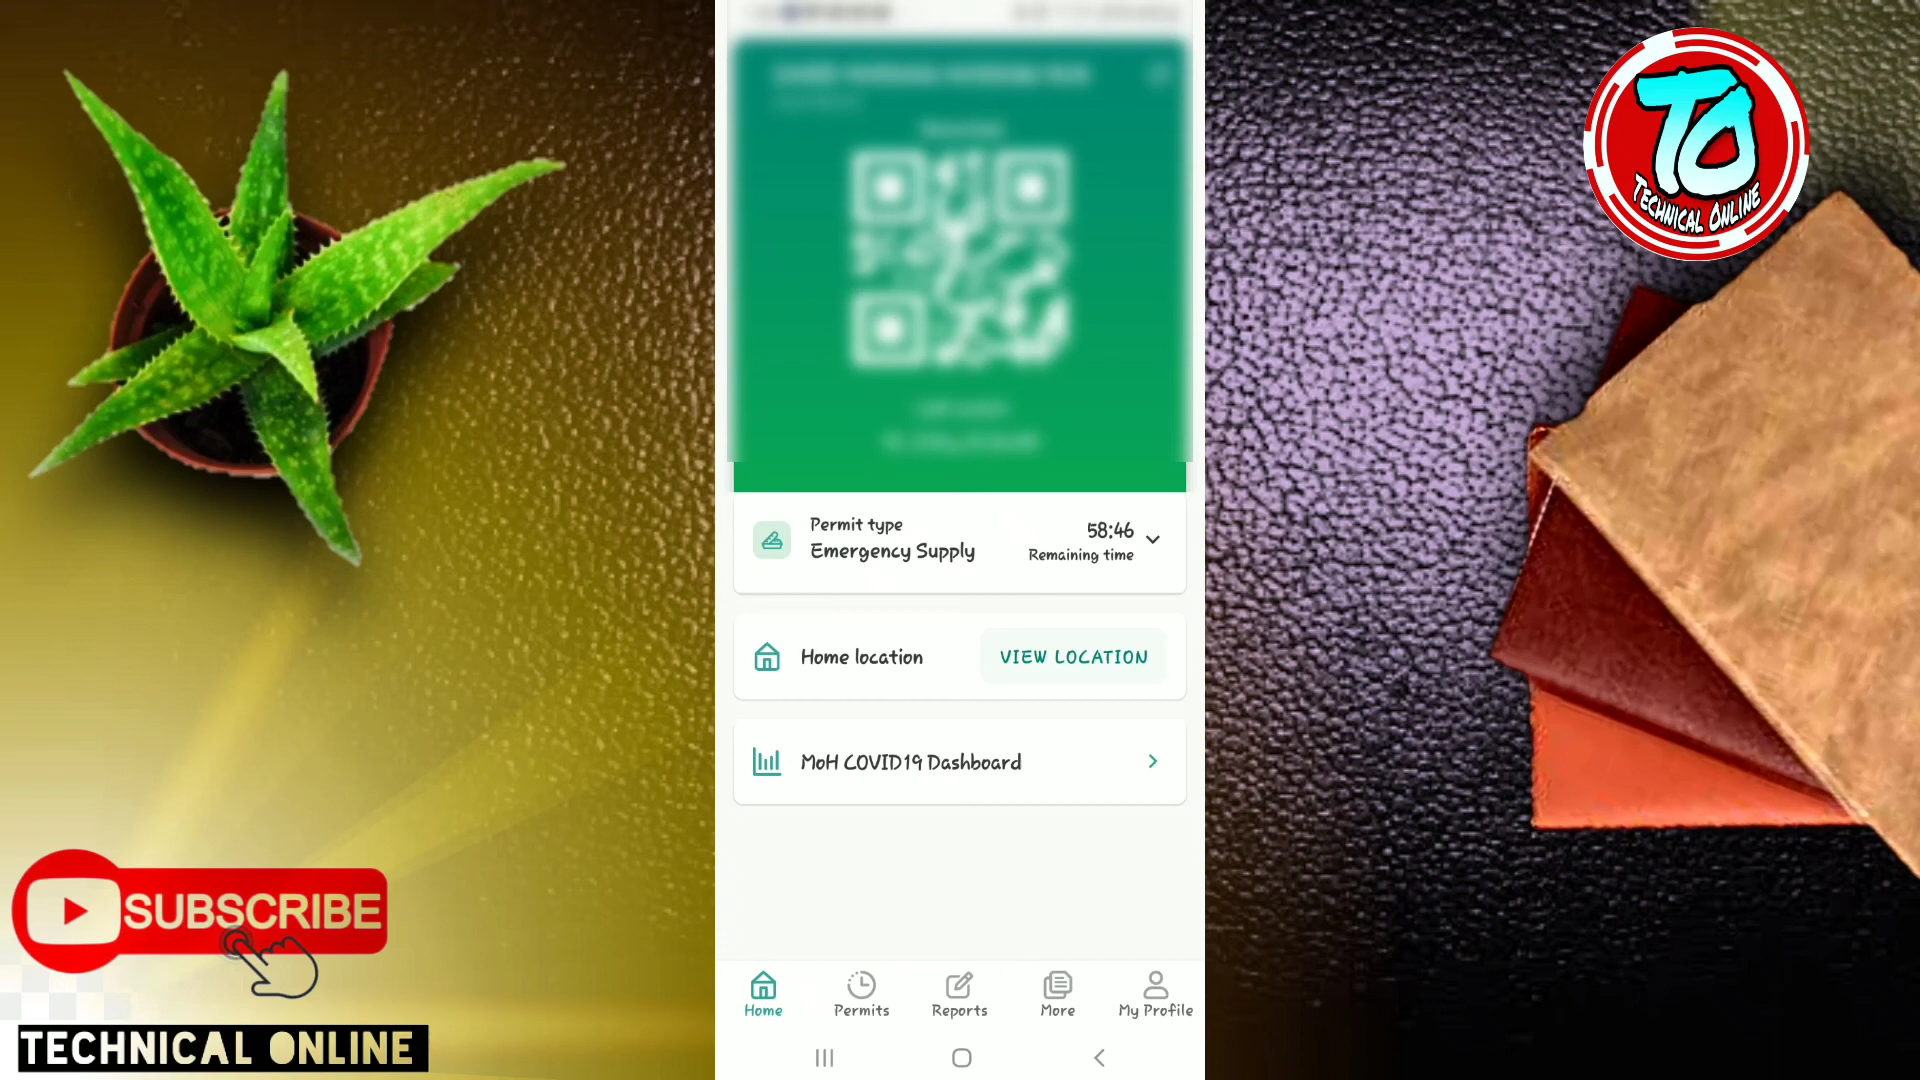 TO
TECHNICAL ONLINE
Permit type
Emergency Supply
58:46
Remaining time
Home location
VIEW LOCATION
MoH COVID19 Dashboard
SUBSCRIBE
TECHNICAL ONLINE
Home
Permits
Reports
More
My Profile